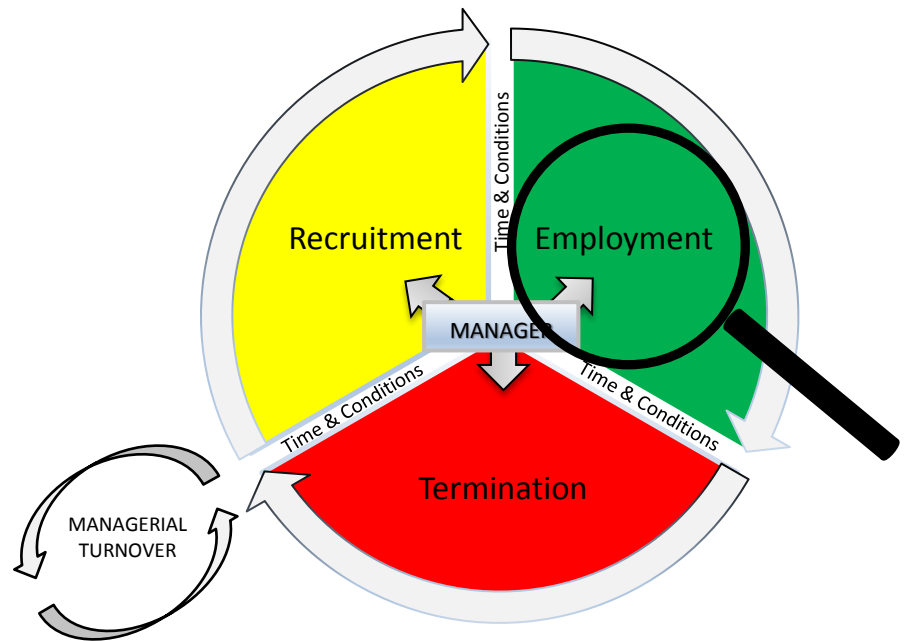 Recruitment
Time & Conditions
Employment
MANAGER
Time & Conditions
Time & Conditions
Termination
MANAGERIAL
TURNOVER